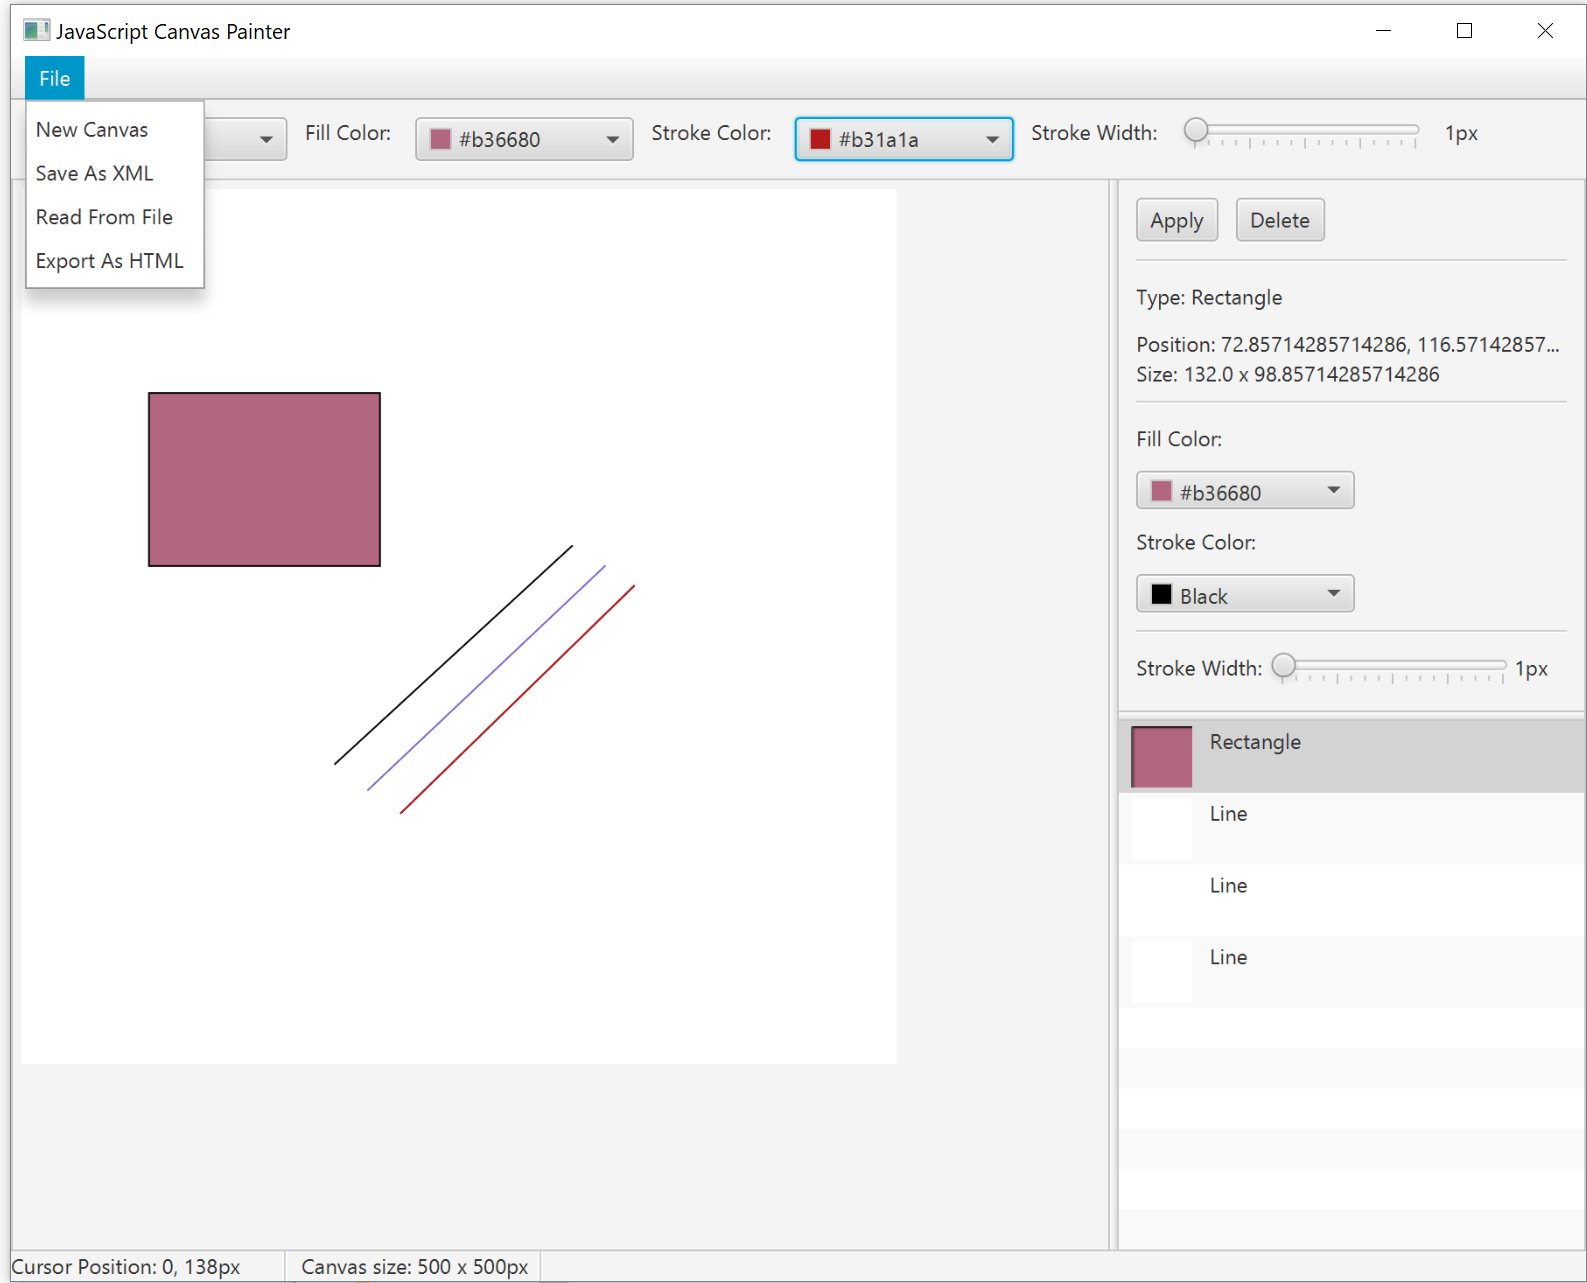 JavaScript Canvas Painter
File
New Canvas
Save As XML
Read From File
Export As HTML
Fill Color:
#b36680
Stroke Color:
#b31a1a
Stroke Width:
1px
Apply
Delete
Type: Rectangle
Position: 72.85714285714286, 116.57142857...
Size: 132.0 x 98.85714285714286
Fill Color:
#b36680
Stroke Color:
Black
Stroke Width:
1px
Rectangle
Line
Line
Line
Cursor Position: 0, 138px
Canvas size: 500 x 500px